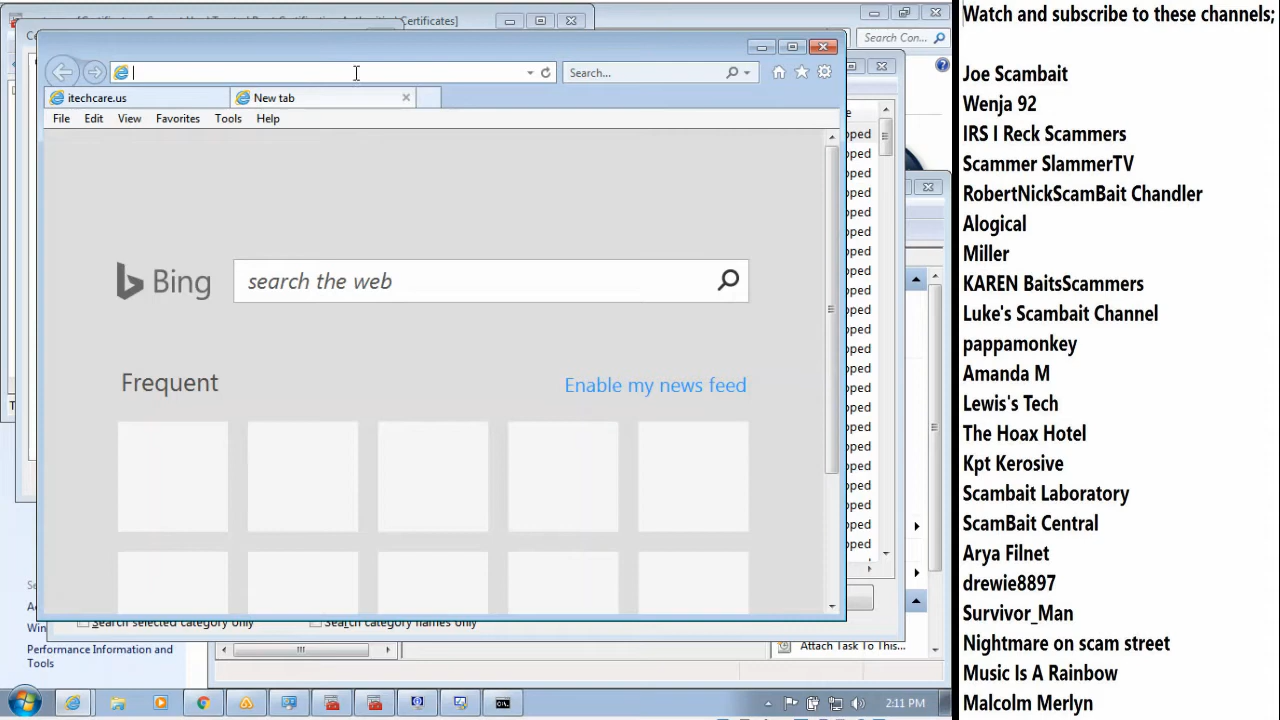 Certificates]
Search Con...
itechcare.us
New tab
Search...
File Edit View Favorites Tools Help
Bing
search the web
Frequent
Enable my news feed
Performance Information and
Tools
Search selected category only
Search category names only
Attach Task To This...
2:11 PM
Watch and subscribe to these channels;
Joe Scambait
Wenja 92
IRS I Reck Scammers
Scammer SlammerTV
RobertNickScamBait Chandler
Alogical
Miller
KAREN BaitsScammers
Luke's Scambait Channel
pappamonkey
Amanda M
Lewis's Tech
The Hoax Hotel
Kpt Kerosive
Scambait Laboratory
ScamBait Central
Arya Filnet
drewie8897
Survivor_Man
Nightmare on scam street
Music Is A Rainbow
Malcolm Merlyn